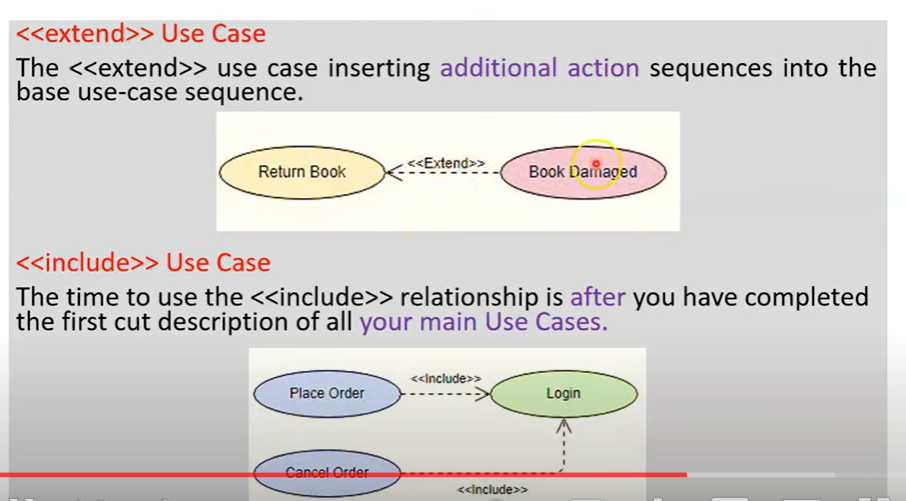 <<extend>> Use Case
The <<extend>> use case inserting additional action sequences into the
base use-case sequence.
<<Extend>>
Return Book
Book Damaged
<<include>> Use Case
The time to use the <<include>> relationship is after you have completed
the first cut description of all your main Use Cases.
<<Include>>
Place Order
Login
Cancel Order
<<Include>>